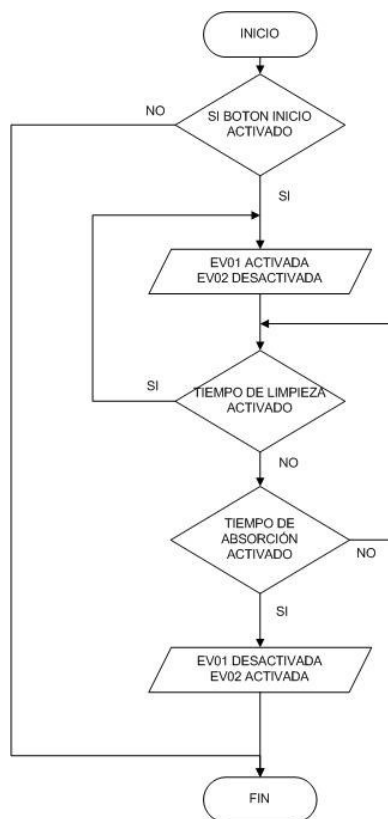 INICIO
NO
SI BOTON INICIO
ACTIVADO
SI
EV01 ACTIVADA
EV02 DESACTIVADA
SI
TIEMPO DE LIMPIEZA
ACTIVADO
NO
TIEMPO DE
ABSORCIÓN
ACTIVADO
NO
SI
EV01 DESACTIVADA
EV02 ACTIVADA
FIN